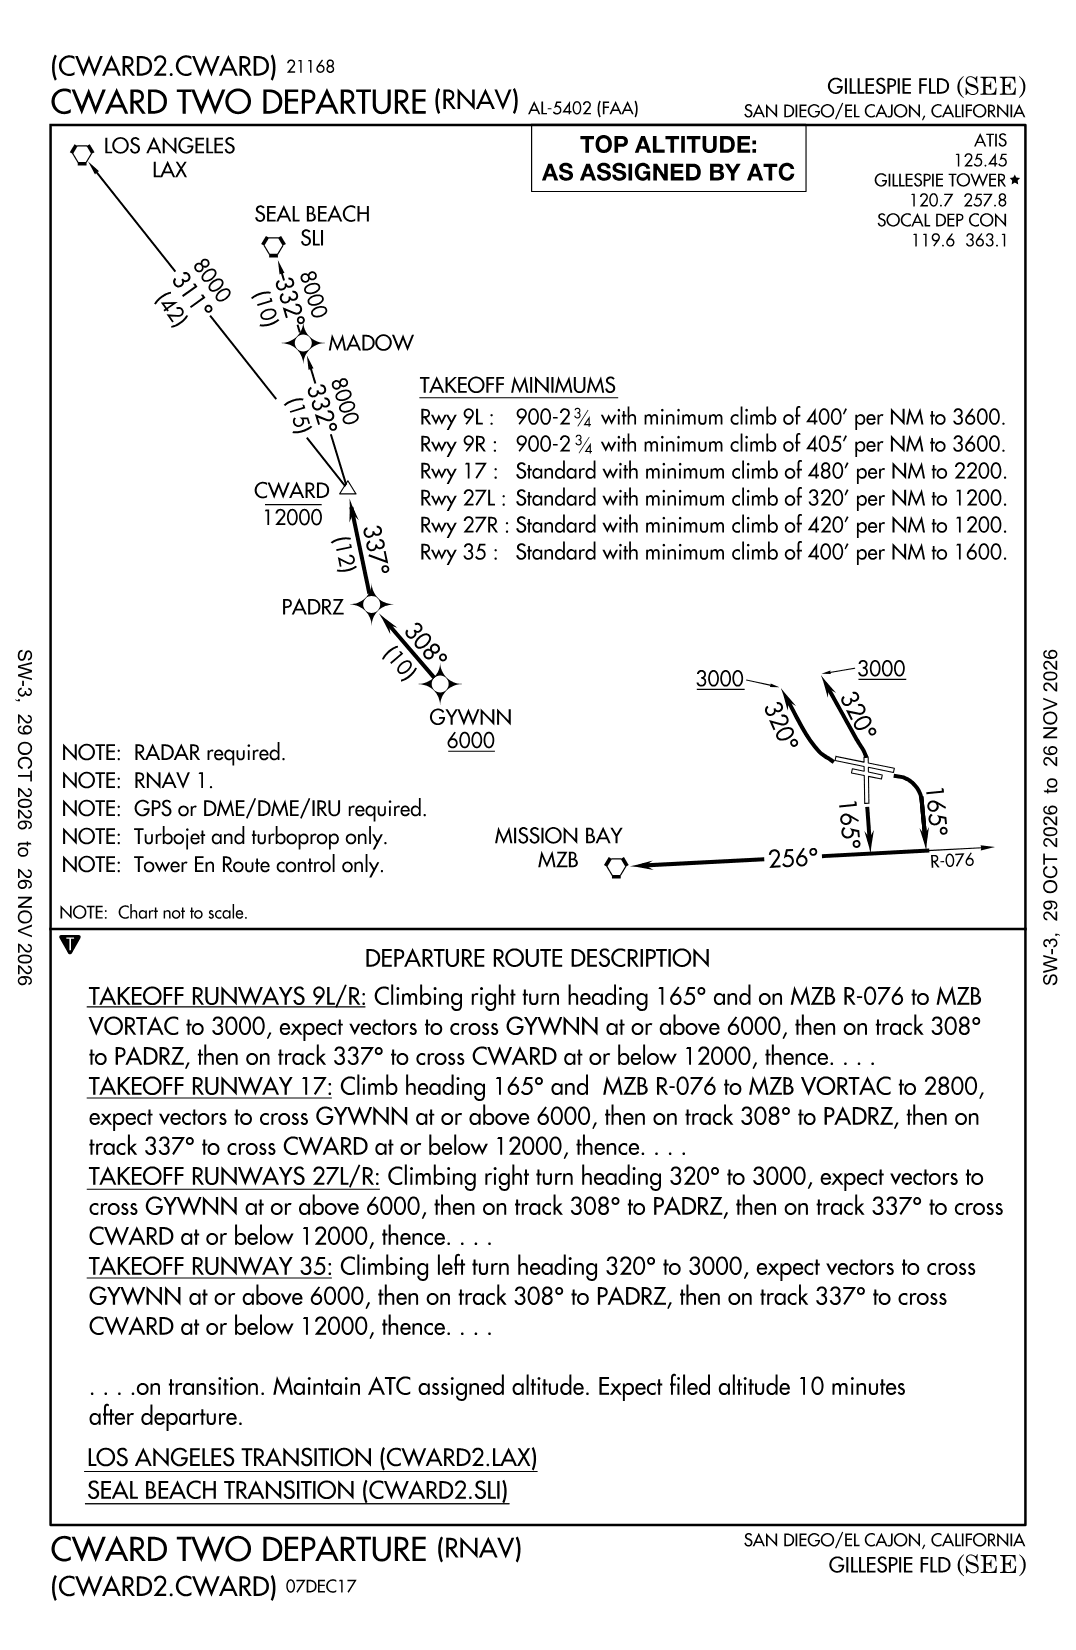 (CWARD2.CWARD) 21168
CWARD TWO DEPARTURE (RNAV) AL-5402 (FAA)
GILLESPIE FLD (SEE)
SAN DIEGO/EL CAJON, CALIFORNIA
TOP ALTITUDE:
AS ASSIGNED BY ATC
ATIS
125.45
GILLESPIE TOWER ★
120.7 257.8
SOCAL DEP CON
119.6 363.1
LOS ANGELES
LAX
SEAL BEACH
SLI
8000
311°
(42)
8000
332°
(10)
MADOW
8000
332°
(15)
CWARD
12000
337°
(12)
PADRZ
308°
(10)
GYWNN
6000
TAKEOFF MINIMUMS
Rwy 9L : 900-2¾ with minimum climb of 400′ per NM to 3600.
Rwy 9R : 900-2¾ with minimum climb of 405′ per NM to 3600.
Rwy 17 : Standard with minimum climb of 480′ per NM to 2200.
Rwy 27L : Standard with minimum climb of 320′ per NM to 1200.
Rwy 27R : Standard with minimum climb of 420′ per NM to 1200.
Rwy 35 : Standard with minimum climb of 400′ per NM to 1600.
3000
3000
320°
320°
165°
165°
MISSION BAY
MZB
256°
R-076
NOTE: RADAR required.
NOTE: RNAV 1.
NOTE: GPS or DME/DME/IRU required.
NOTE: Turbojet and turboprop only.
NOTE: Tower En Route control only.
NOTE: Chart not to scale.
SW-3, 29 OCT 2026 to 26 NOV 2026
SW-3, 29 OCT 2026 to 26 NOV 2026
T
DEPARTURE ROUTE DESCRIPTION
TAKEOFF RUNWAYS 9L/R: Climbing right turn heading 165° and on MZB R-076 to MZB
VORTAC to 3000, expect vectors to cross GYWNN at or above 6000, then on track 308°
to PADRZ, then on track 337° to cross CWARD at or below 12000, thence. . . .
TAKEOFF RUNWAY 17: Climb heading 165° and MZB R-076 to MZB VORTAC to 2800,
expect vectors to cross GYWNN at or above 6000, then on track 308° to PADRZ, then on
track 337° to cross CWARD at or below 12000, thence. . . .
TAKEOFF RUNWAYS 27L/R: Climbing right turn heading 320° to 3000, expect vectors to
cross GYWNN at or above 6000, then on track 308° to PADRZ, then on track 337° to cross
CWARD at or below 12000, thence. . . .
TAKEOFF RUNWAY 35: Climbing left turn heading 320° to 3000, expect vectors to cross
GYWNN at or above 6000, then on track 308° to PADRZ, then on track 337° to cross
CWARD at or below 12000, thence. . . .
. . . .on transition. Maintain ATC assigned altitude. Expect filed altitude 10 minutes
after departure.
LOS ANGELES TRANSITION (CWARD2.LAX)
SEAL BEACH TRANSITION (CWARD2.SLI)
CWARD TWO DEPARTURE (RNAV)
(CWARD2.CWARD) 07DEC17
SAN DIEGO/EL CAJON, CALIFORNIA
GILLESPIE FLD (SEE)